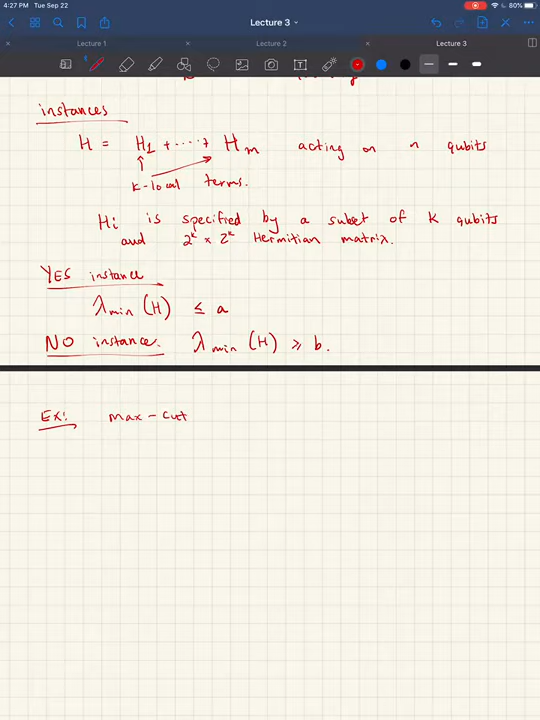 4:27 PM Tue Sep 22
80%
Lecture 3
Lecture 1
Lecture 2
Lecture 3
instances
H = H1 + ····+ Hm acting on n qubits
k-local terms.
Hi is specified by a subset of k qubits
and 2^k × 2^k Hermitian matrix.
YES instance
λmin (H) ≤ a
NO instance. λmin (H) ≥ b.
EX: Max-Cut